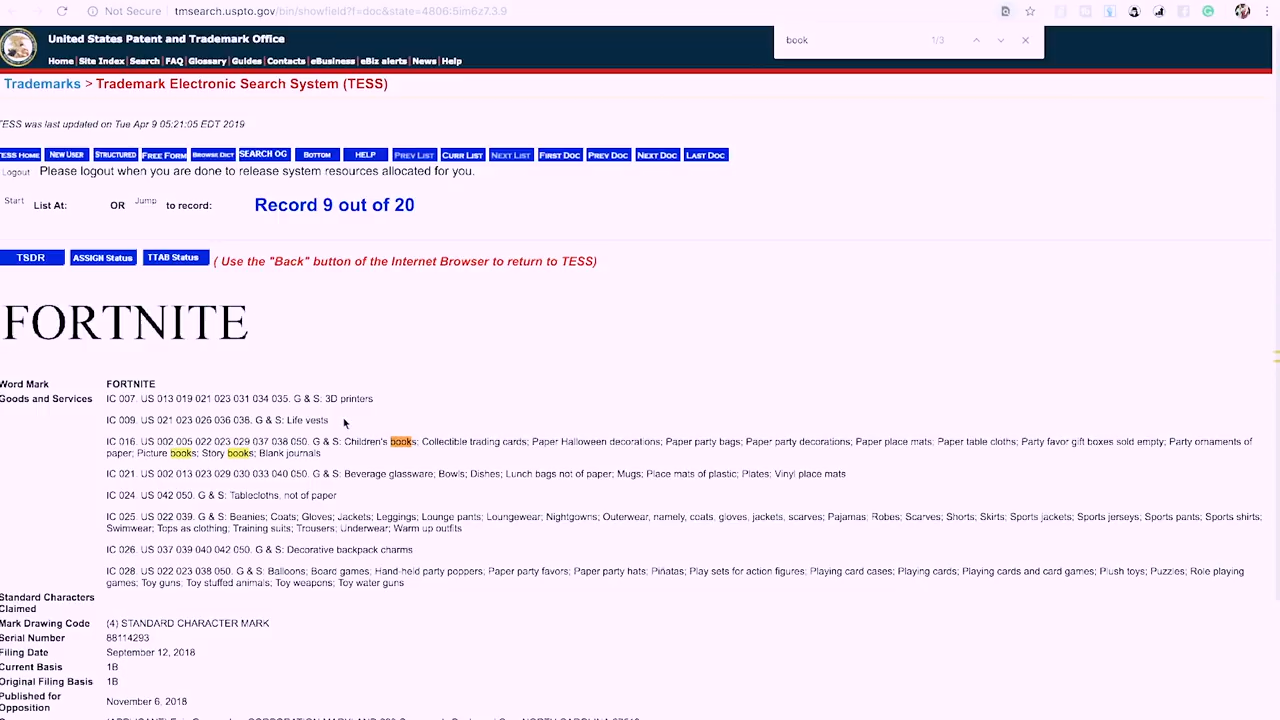 Not Secure tmsearch.uspto.gov/bin/showfield?f=doc&state=4806:5im6z7.3.9
book 1/3
United States Patent and Trademark Office
Home | Site Index | Search | FAQ | Glossary | Guides | Contacts | eBusiness | eBiz alerts | News | Help
Trademarks > Trademark Electronic Search System (TESS)
TESS was last updated on Tue Apr 9 05:21:05 EDT 2019
TESS HOME NEW USER STRUCTURED FREE FORM BROWSE DICT SEARCH OG BOTTOM HELP PREV LIST CURR LIST NEXT LIST FIRST DOC PREV DOC NEXT DOC LAST DOC
Logout Please logout when you are done to release system resources allocated for you.
Start List At: OR Jump to record: Record 9 out of 20
TSDR ASSIGN Status TTAB Status ( Use the "Back" button of the Internet Browser to return to TESS)
FORTNITE
Word Mark FORTNITE
Goods and Services IC 007. US 013 019 021 023 031 034 035. G & S: 3D printers
IC 009. US 021 023 026 036 038. G & S: Life vests
IC 016. US 002 005 022 023 029 037 038 050. G & S: Children's books; Collectible trading cards; Paper Halloween decorations; Paper party bags; Paper party decorations; Paper place mats; Paper table cloths; Party favor gift boxes sold empty; Party ornaments of
paper; Picture books; Story books; Blank journals
IC 021. US 002 013 023 029 030 033 040 050. G & S: Beverage glassware; Bowls; Dishes; Lunch bags not of paper; Mugs; Place mats of plastic; Plates; Vinyl place mats
IC 024. US 042 050. G & S: Tablecloths, not of paper
IC 025. US 022 039. G & S: Beanies; Coats; Gloves; Jackets; Leggings; Lounge pants; Loungewear; Nightgowns; Outerwear, namely, coats, gloves, jackets, scarves; Pajamas; Robes; Scarves; Shorts; Skirts; Sports jackets; Sports jerseys; Sports pants; Sports shirts;
Swimwear; Tops as clothing; Training suits; Trousers; Underwear; Warm up outfits
IC 026. US 037 039 040 042 050. G & S: Decorative backpack charms
IC 028. US 022 023 038 050. G & S: Balloons; Board games; Hand-held party poppers; Paper party favors; Paper party hats; Piñatas; Play sets for action figures; Playing card cases; Playing cards; Playing cards and card games; Plush toys; Puzzles; Role playing
games; Toy guns; Toy stuffed animals; Toy weapons; Toy water guns
Standard Characters
Claimed
Mark Drawing Code (4) STANDARD CHARACTER MARK
Serial Number 88114293
Filing Date September 12, 2018
Current Basis 1B
Original Filing Basis 1B
Published for
Opposition November 6, 2018